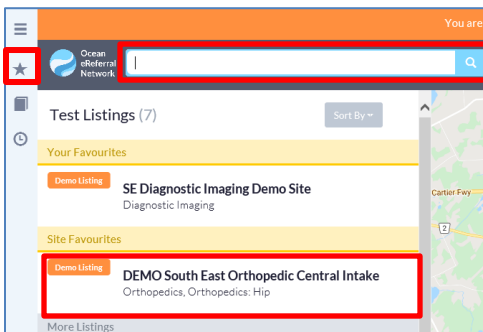 You are
Ocean
eReferral
Network
Test Listings (7)
Sort By
Your Favourites
Demo Listing
SE Diagnostic Imaging Demo Site
Diagnostic Imaging
Cartier Fwy
2
Site Favourites
Demo Listing
DEMO South East Orthopedic Central Intake
Orthopedics, Orthopedics: Hip
More Listings